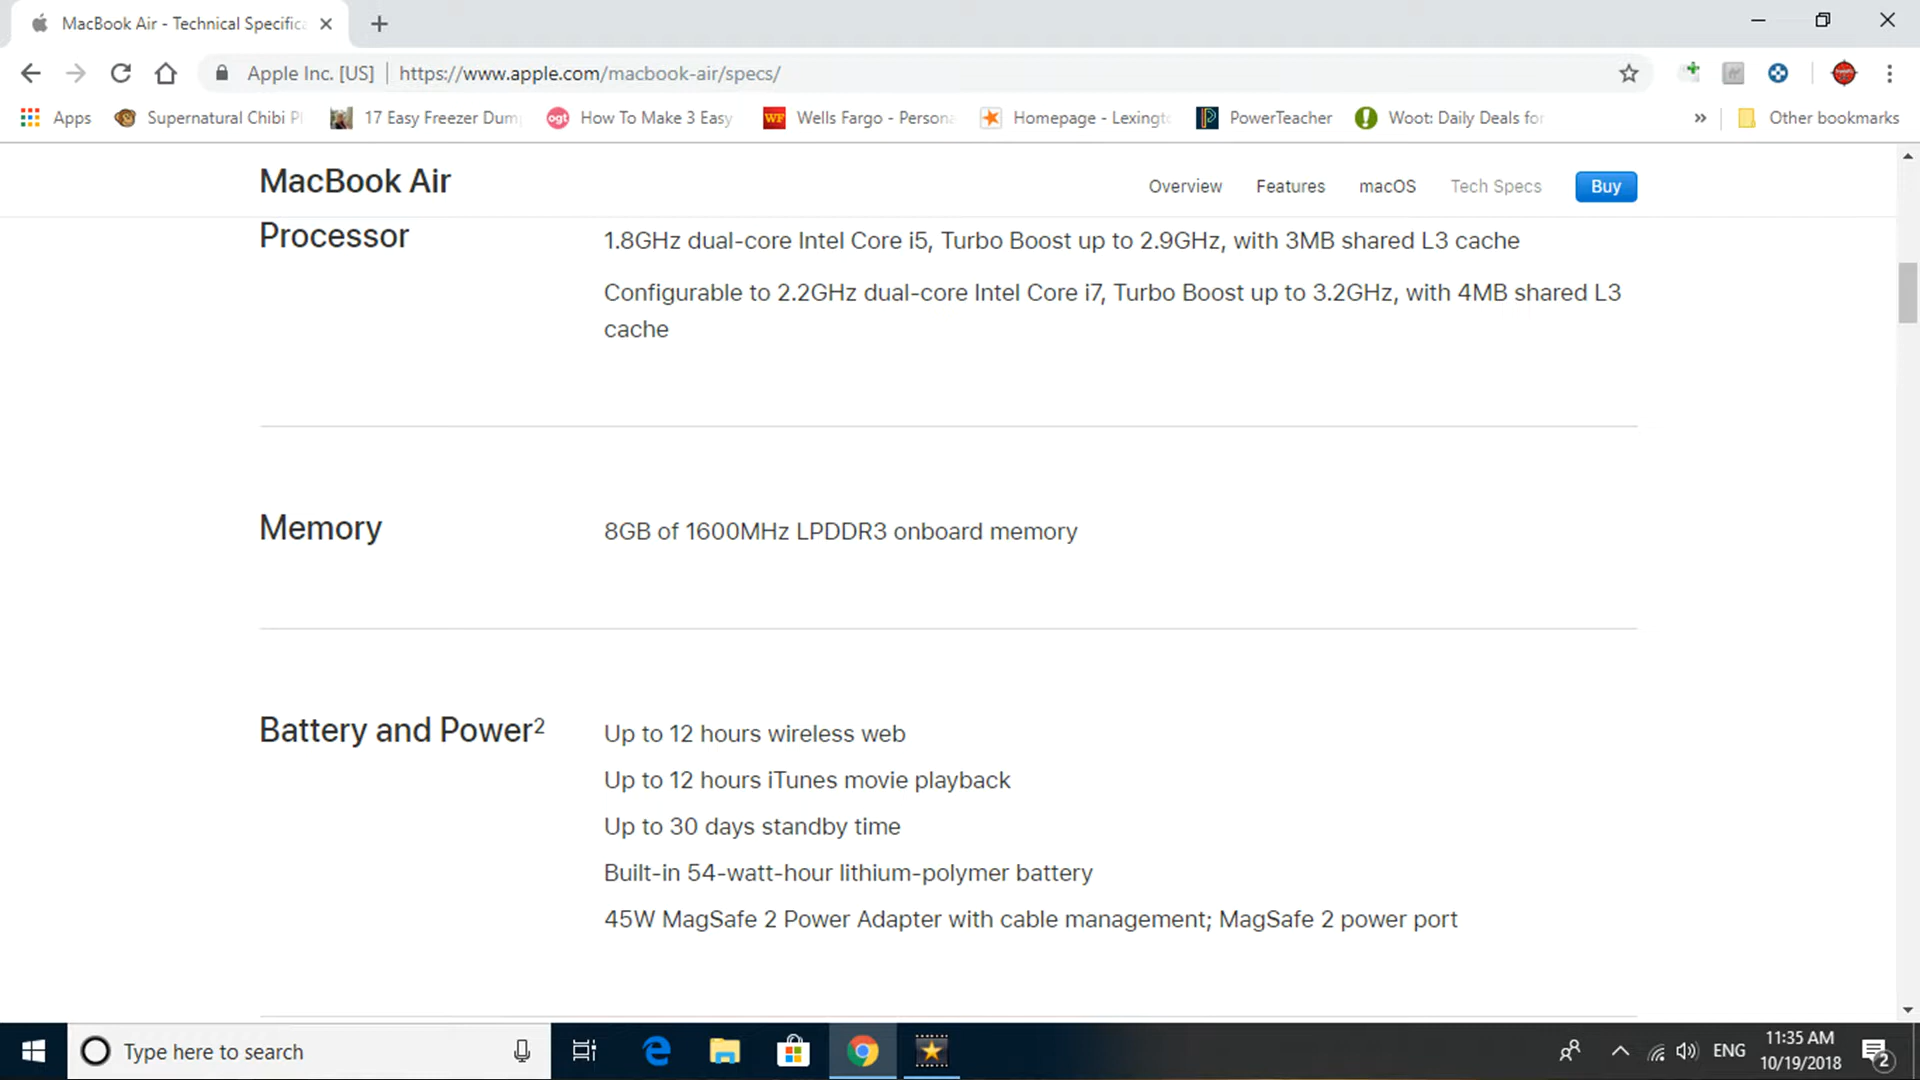 MacBook Air - Technical Specific
Apple Inc. [US] https://www.apple.com/macbook-air/specs/
Apps Supernatural Chibi 17 Easy Freezer Dum ogt How To Make 3 Easy WF Wells Fargo - Persona Homepage - Lexingt PowerTeacher Woot: Daily Deals for » Other bookmarks
MacBook Air Overview Features macOS Tech Specs Buy
Processor 1.8GHz dual-core Intel Core i5, Turbo Boost up to 2.9GHz, with 3MB shared L3 cache
Configurable to 2.2GHz dual-core Intel Core i7, Turbo Boost up to 3.2GHz, with 4MB shared L3
cache
Memory 8GB of 1600MHz LPDDR3 onboard memory
Battery and Power2 Up to 12 hours wireless web
Up to 12 hours iTunes movie playback
Up to 30 days standby time
Built-in 54-watt-hour lithium-polymer battery
45W MagSafe 2 Power Adapter with cable management; MagSafe 2 power port
Type here to search
ENG
11:35 AM
10/19/2018
2